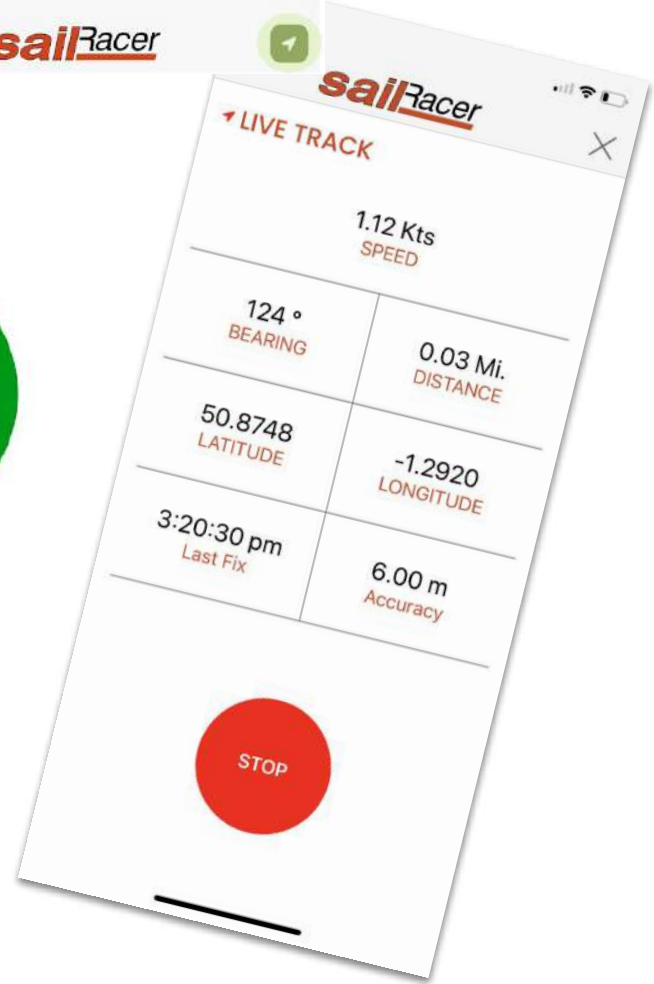 sailRacer
sailRacer
LIVE TRACK
1.12 Kts
SPEED
124 °
BEARING
0.03 Mi.
DISTANCE
50.8748
LATITUDE
-1.2920
LONGITUDE
3:20:30 pm
Last Fix
6.00 m
Accuracy
STOP